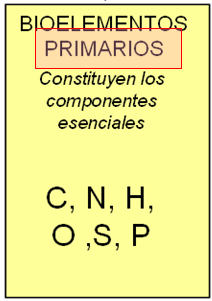 BIOELEMENTOS
PRIMARIOS
Constituyen los
componentes
esenciales
C, N, H,
O ,S, P